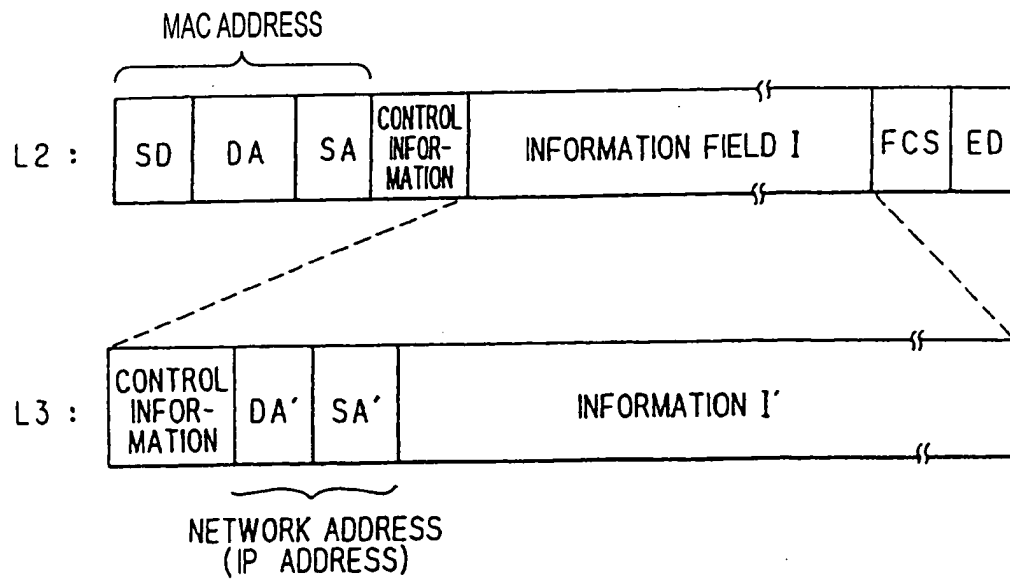 MAC ADDRESS
L2 : SD DA SA CONTROL INFOR- MATION INFORMATION FIELD I FCS ED
L3 : CONTROL INFOR- MATION DA′ SA′ INFORMATION I′
NETWORK ADDRESS
(IP ADDRESS)